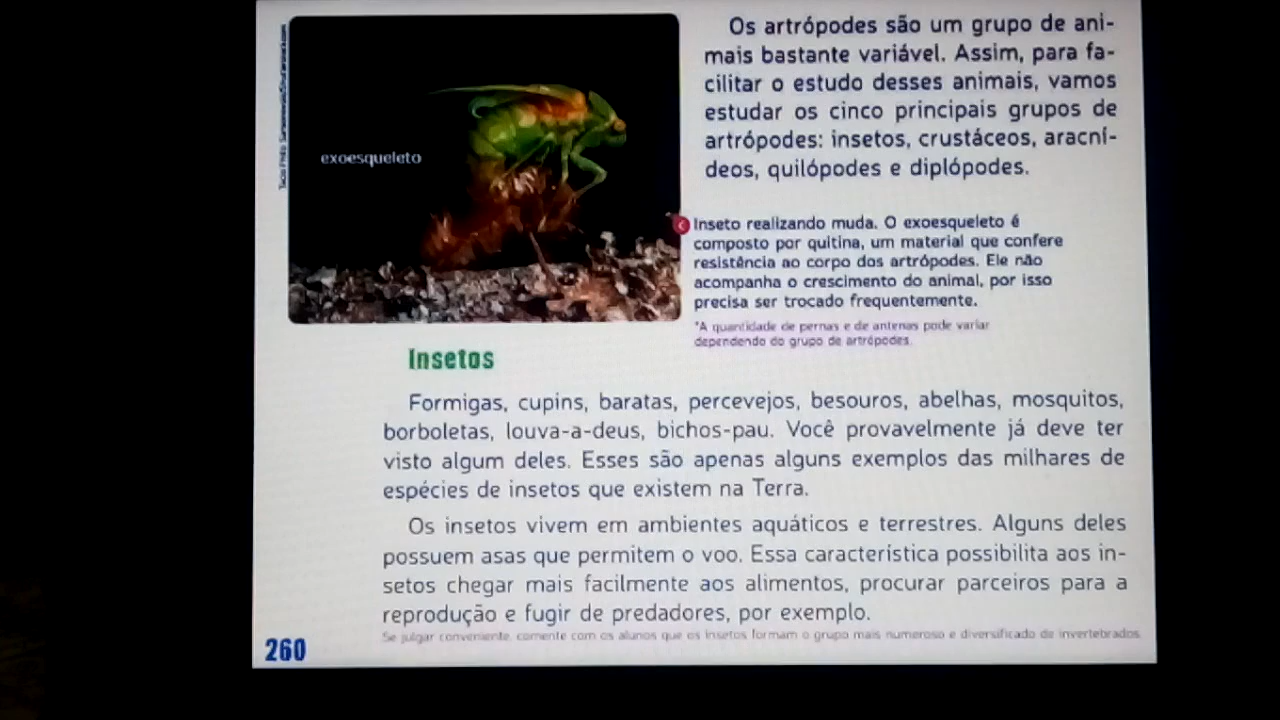 Os artrópodes são um grupo de ani-
mais bastante variável. Assim, para fa-
cilitar o estudo desses animais, vamos
estudar os cinco principais grupos de
artrópodes: insetos, crustáceos, aracní-
deos, quilópodes e diplópodes.
exoesqueleto
Inseto realizando muda. O exoesqueleto é
composto por quitina, um material que confere
resistência ao corpo dos artrópodes. Ele não
acompanha o crescimento do animal, por isso
precisa ser trocado frequentemente.
*A quantidade de pernas e de antenas pode variar
dependendo do grupo de artrópodes.
Insetos
Formigas, cupins, baratas, percevejos, besouros, abelhas, mosquitos,
borboletas, louva-a-deus, bichos-pau. Você provavelmente já deve ter
visto algum deles. Esses são apenas alguns exemplos das milhares de
espécies de insetos que existem na Terra.
Os insetos vivem em ambientes aquáticos e terrestres. Alguns deles
possuem asas que permitem o voo. Essa característica possibilita aos in-
setos chegar mais facilmente aos alimentos, procurar parceiros para a
reprodução e fugir de predadores, por exemplo.
Se julgar conveniente, comente com os alunos que os insetos formam o grupo mais numeroso e diversificado de invertebrados.
260